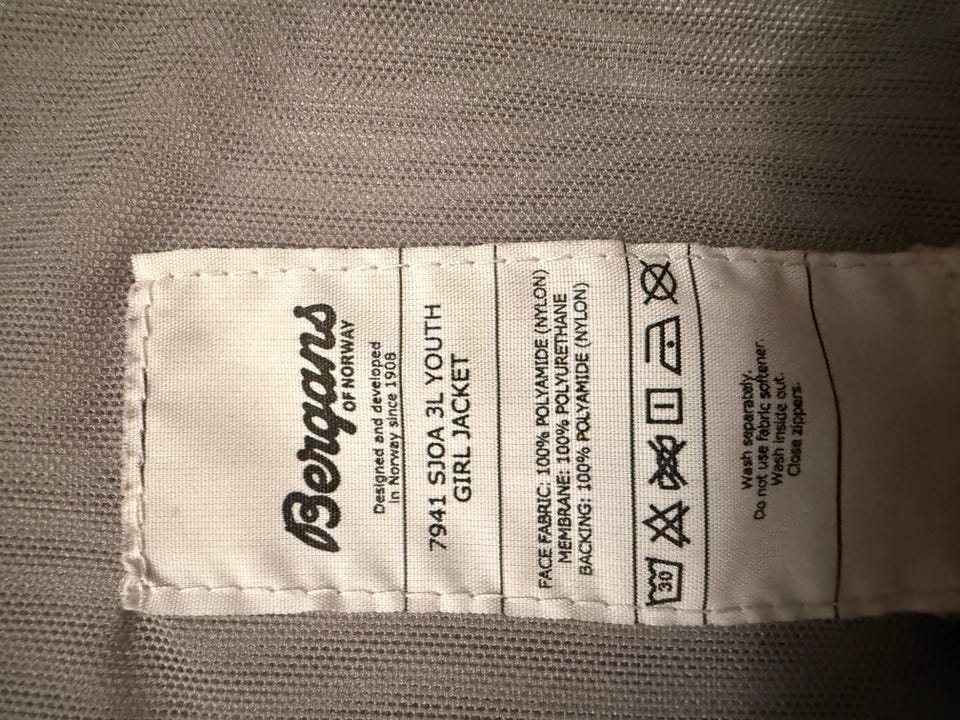 Bergans
OF NORWAY
Designed and developed
in Norway since 1908
7941 SJOA 3L YOUTH
GIRL JACKET
FACE FABRIC: 100% POLYAMIDE (NYLON)
MEMBRANE: 100% POLYURETHANE
BACKING: 100% POLYAMIDE (NYLON)
30
Wash separately.
Do not use fabric softener.
Wash inside out.
Close zippers.